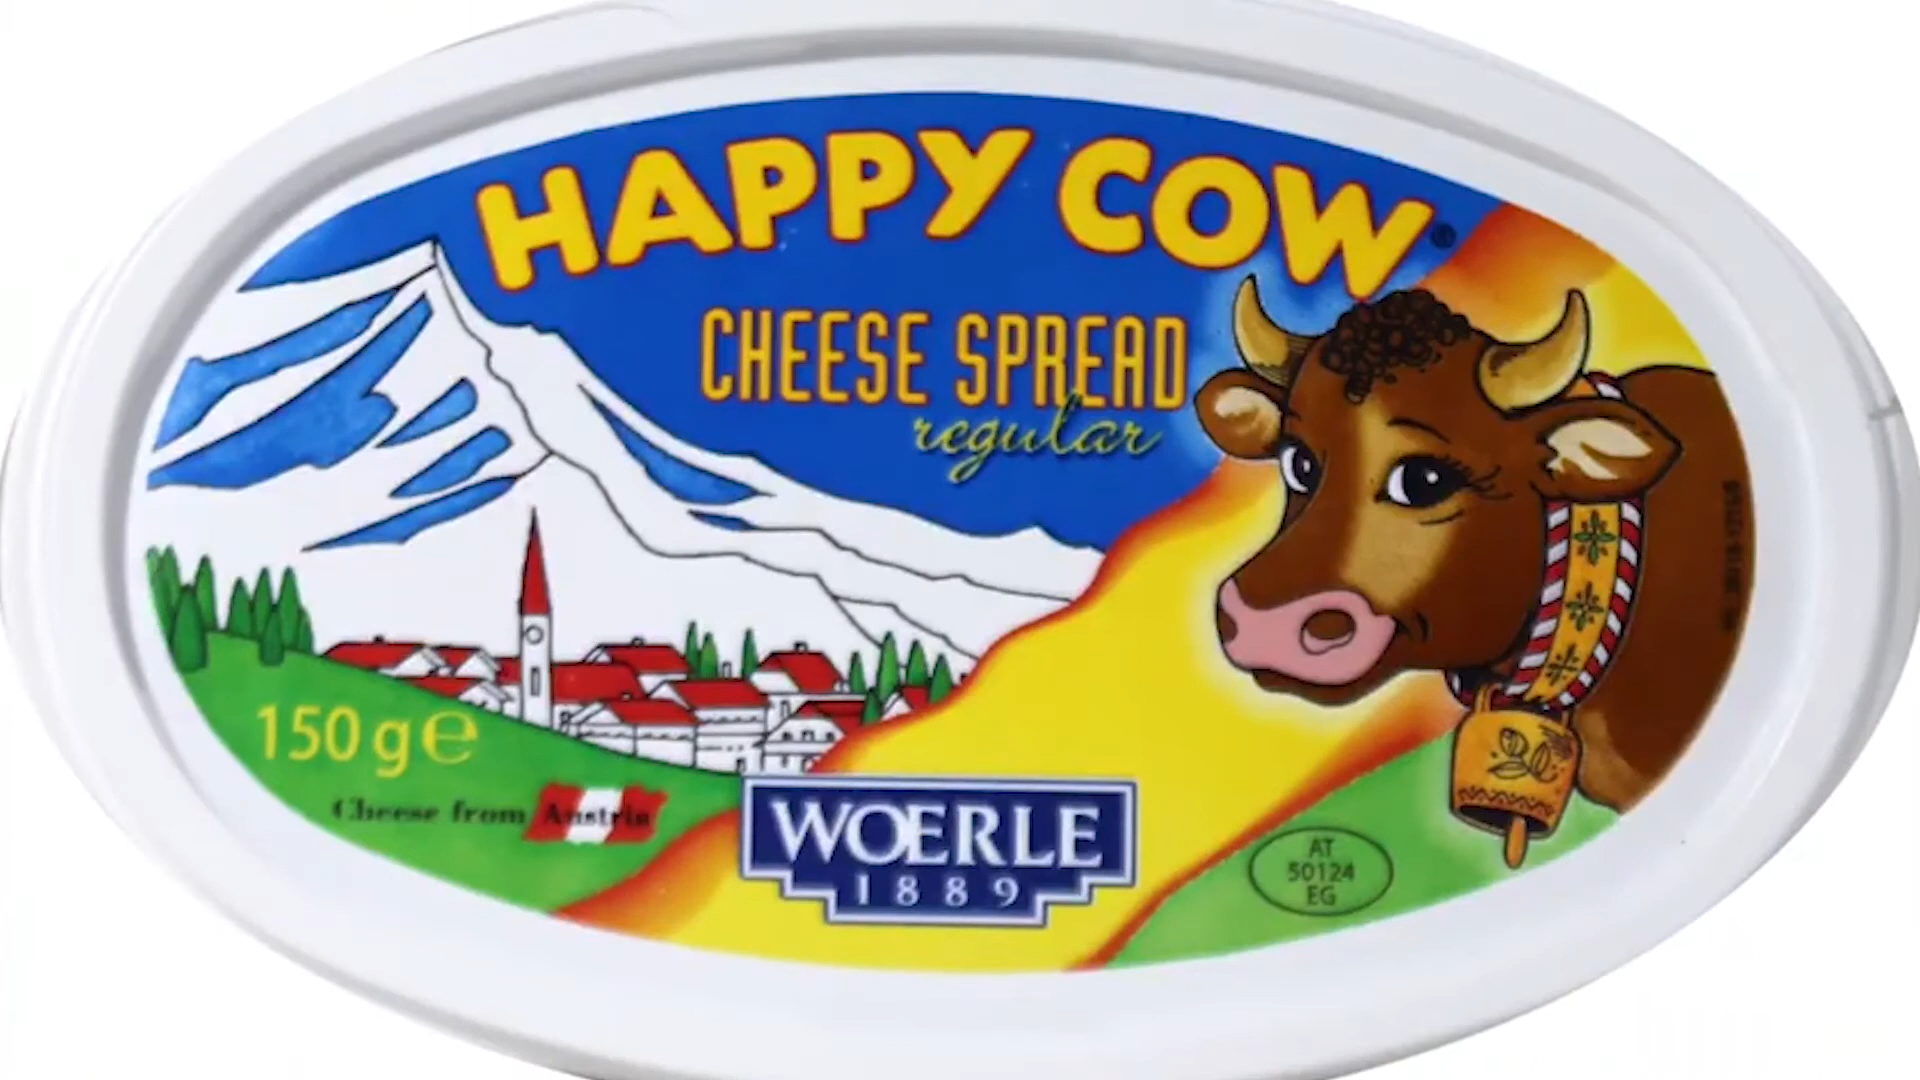 HAPPY COW®
CHEESE SPREAD
regular
150 g ℮
Cheese from Austria
WOERLE
1889
AT
50124
EG